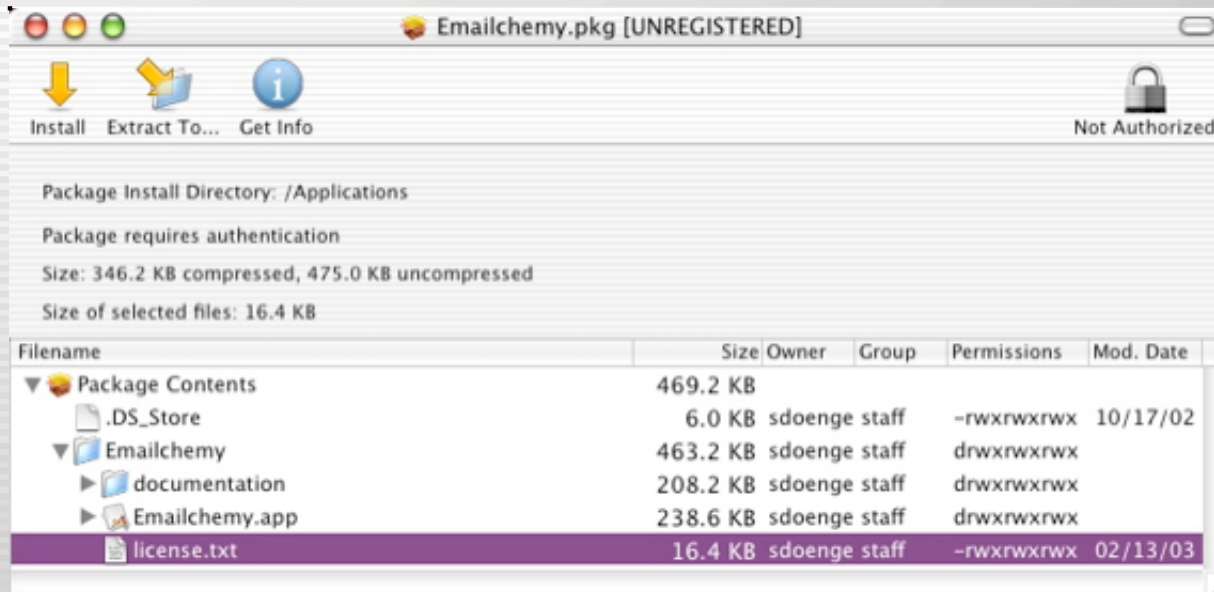 Emailchemy.pkg [UNREGISTERED]
Install Extract To... Get Info Not Authorized
Package Install Directory: /Applications
Package requires authentication
Size: 346.2 KB compressed, 475.0 KB uncompressed
Size of selected files: 16.4 KB
Filename Size Owner Group Permissions Mod. Date
Package Contents 469.2 KB
.DS_Store 6.0 KB sdoenge staff -rwxrwxrwx 10/17/02
Emailchemy 463.2 KB sdoenge staff drwxrwxrwx
documentation 208.2 KB sdoenge staff drwxrwxrwx
Emailchemy.app 238.6 KB sdoenge staff drwxrwxrwx
license.txt 16.4 KB sdoenge staff -rwxrwxrwx 02/13/03